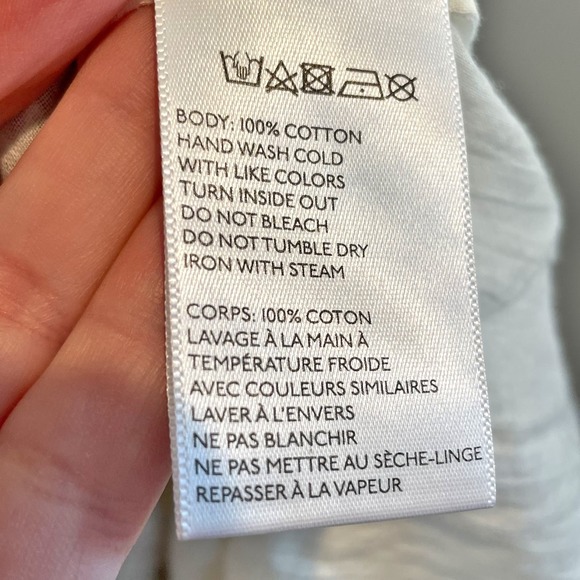 BODY: 100% COTTON
HAND WASH COLD
WITH LIKE COLORS
TURN INSIDE OUT
DO NOT BLEACH
DO NOT TUMBLE DRY
IRON WITH STEAM
CORPS: 100% COTON
LAVAGE À LA MAIN À
TEMPÉRATURE FROIDE
AVEC COULEURS SIMILAIRES
LAVER À L'ENVERS
NE PAS BLANCHIR
NE PAS METTRE AU SÈCHE-LINGE
REPASSER À LA VAPEUR